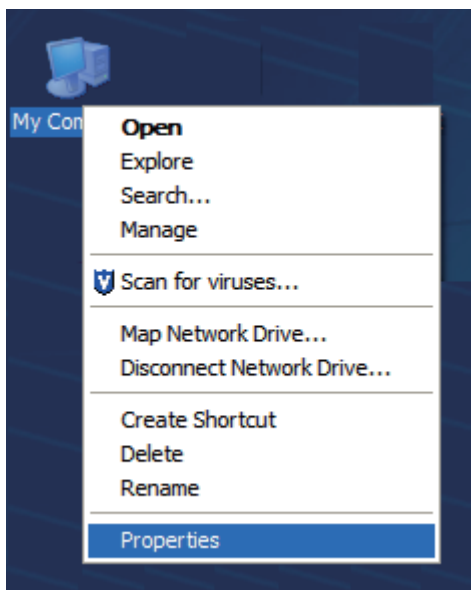 My Com
Open
Explore
Search...
Manage
Scan for viruses...
Map Network Drive...
Disconnect Network Drive...
Create Shortcut
Delete
Rename
Properties